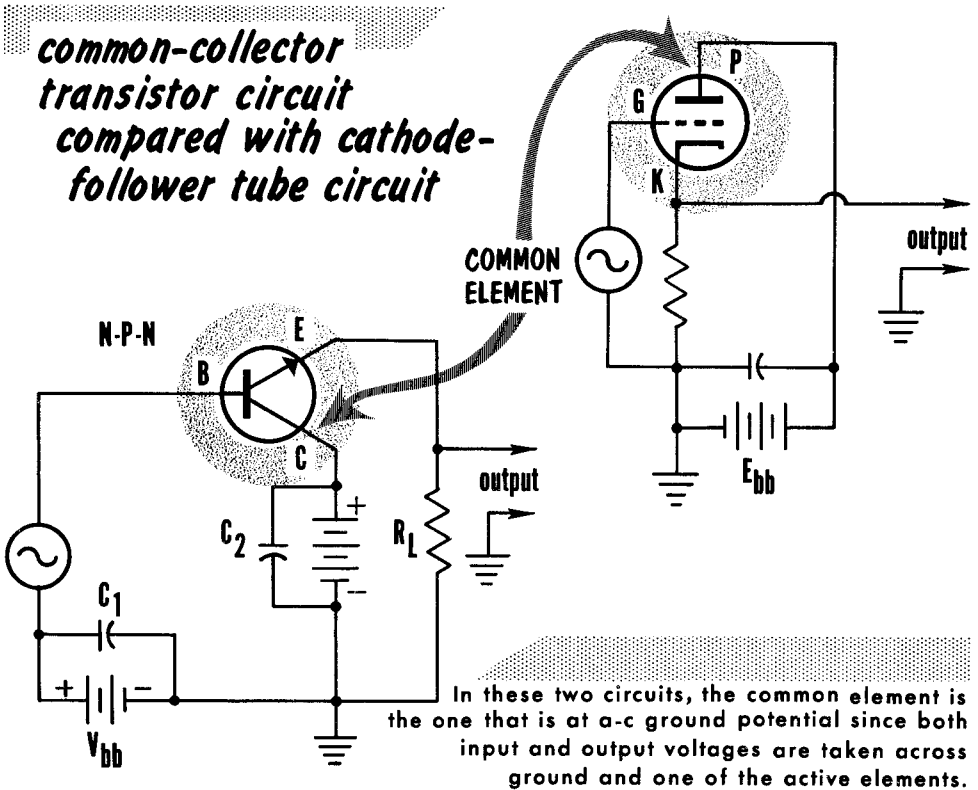 common-collector
transistor circuit
compared with cathode-
follower tube circuit
P
G
K
output
COMMON
ELEMENT
N-P-N
E
B
C
output
+
C2
RL
--
C1
+ -
Vbb
Ebb
In these two circuits, the common element is
the one that is at a-c ground potential since both
input and output voltages are taken across
ground and one of the active elements.